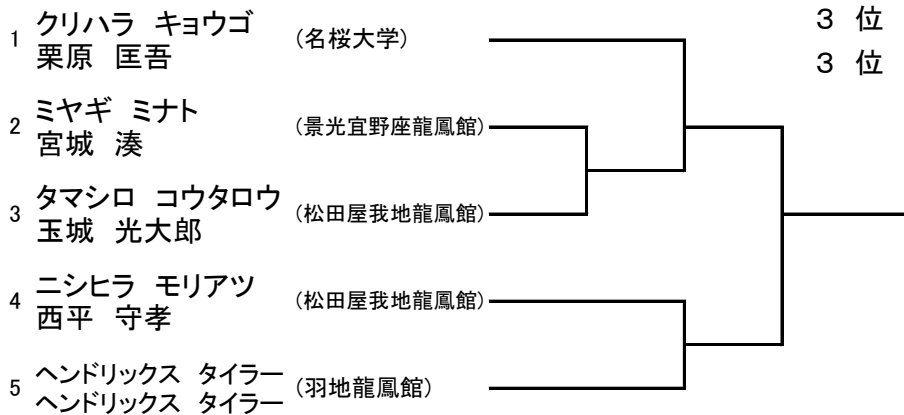 1 クリハラ　キョウゴ
栗原　匡吾
(名桜大学)
３　位
３　位
2 ミヤギ　ミナト
宮城　湊
(景光宜野座龍鳳館)
3 タマシロ　コウタロウ
玉城　光大郎
(松田屋我地龍鳳館)
4 ニシヒラ　モリアツ
西平　守孝
(松田屋我地龍鳳館)
5 ヘンドリックス　タイラー
ヘンドリックス　タイラー
(羽地龍鳳館)